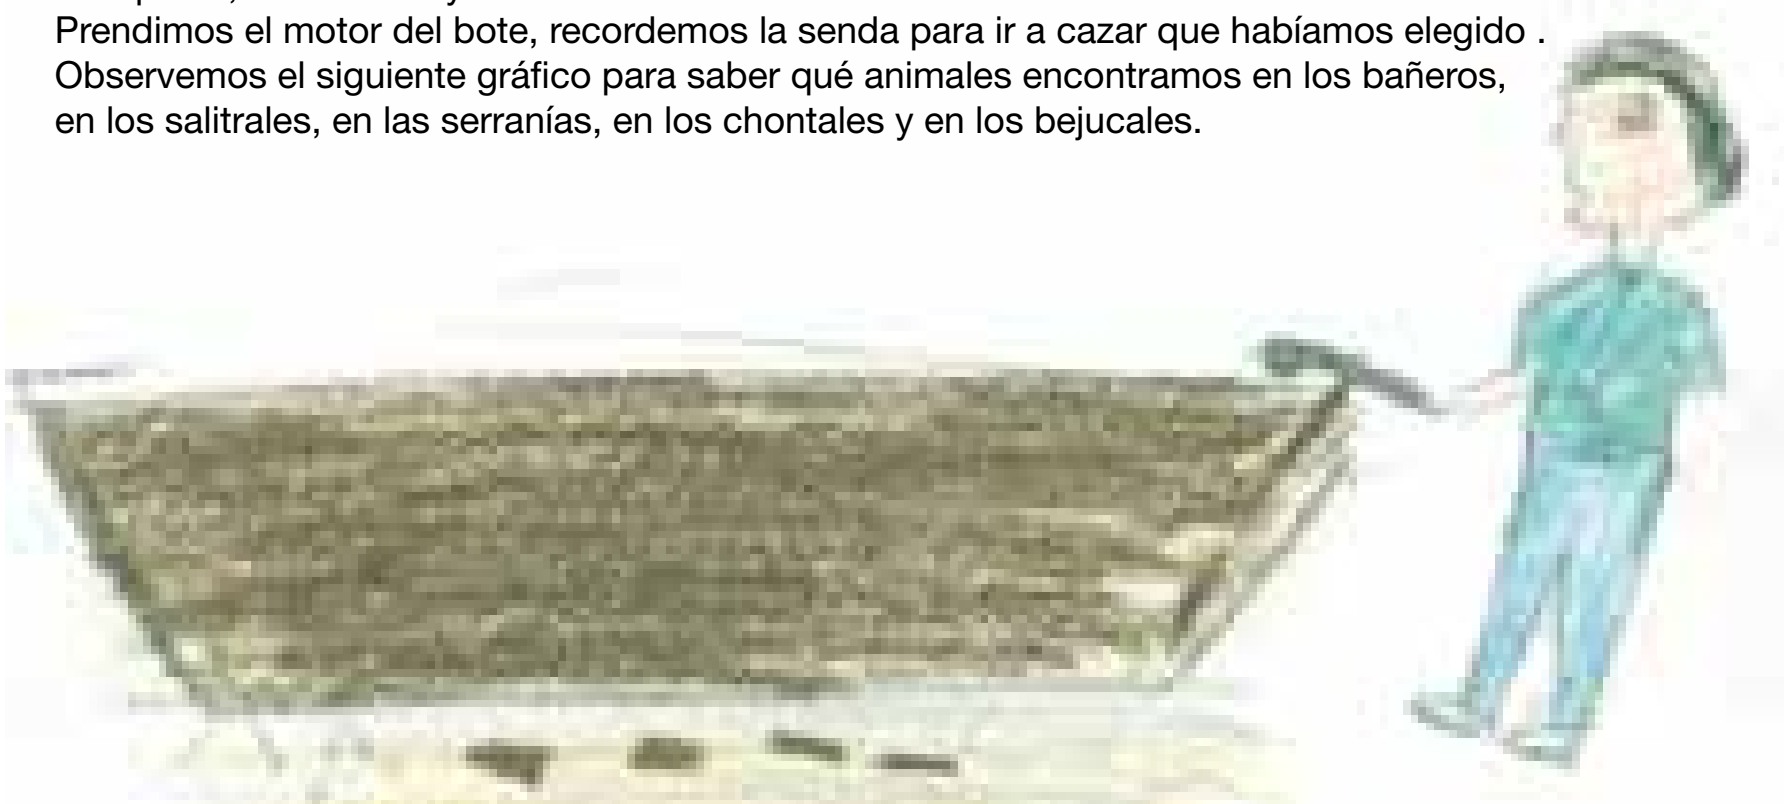 Prendimos el motor del bote, recordemos la senda para ir a cazar que habíamos elegido .
Observemos el siguiente gráfico para saber qué animales encontramos en los bañeros,
en los salitrales, en las serranías, en los chontales y en los bejucales.